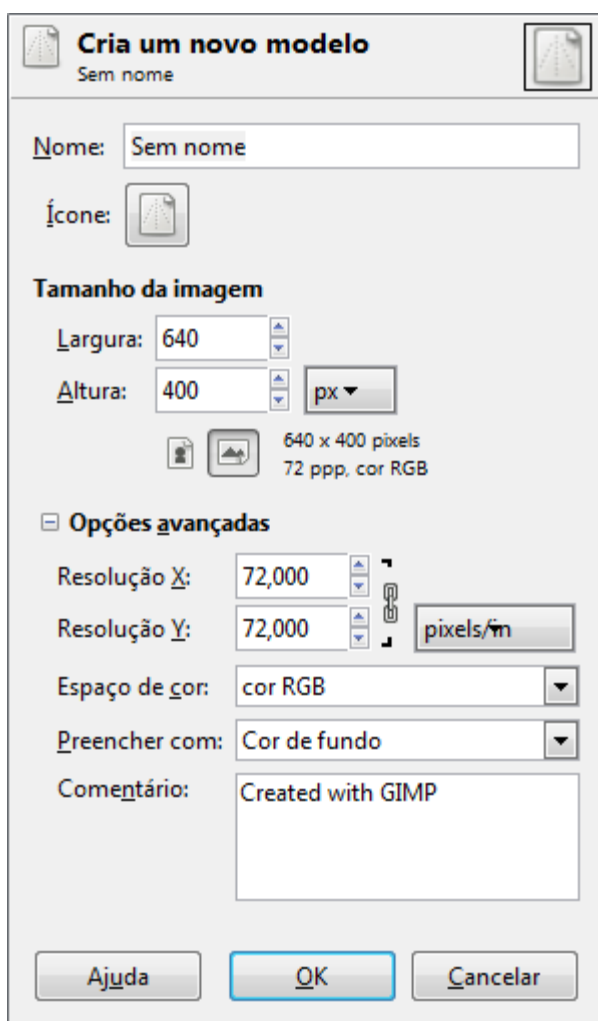 Cria um novo modelo
Sem nome
Nome: Sem nome
Ícone:
Tamanho da imagem
Largura: 640
Altura: 400 px
640 x 400 pixels
72 ppp, cor RGB
Opções avançadas
Resolução X: 72,000
Resolução Y: 72,000 pixels/in
Espaço de cor: cor RGB
Preencher com: Cor de fundo
Comentário: Created with GIMP
Ajuda OK Cancelar